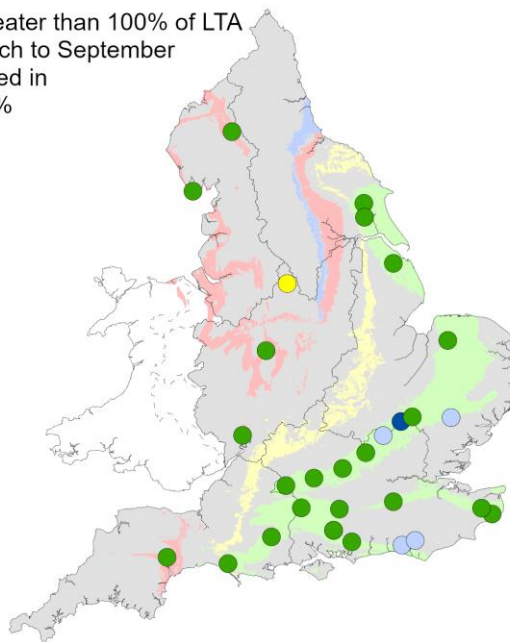 eater than 100% of LTA
ch to September
ed in
%